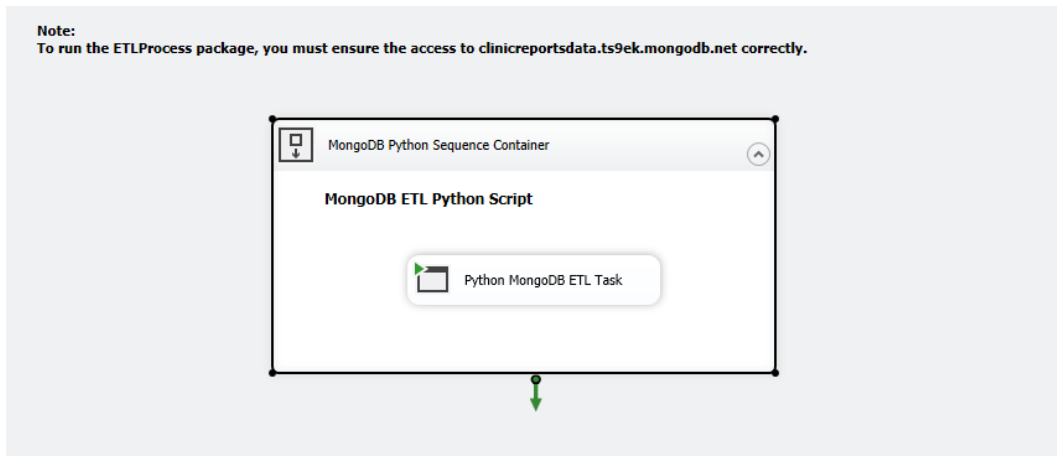 Note:
To run the ETLProcess package, you must ensure the access to clinicreportsdata.ts9ek.mongodb.net correctly.
MongoDB Python Sequence Container
MongoDB ETL Python Script
Python MongoDB ETL Task